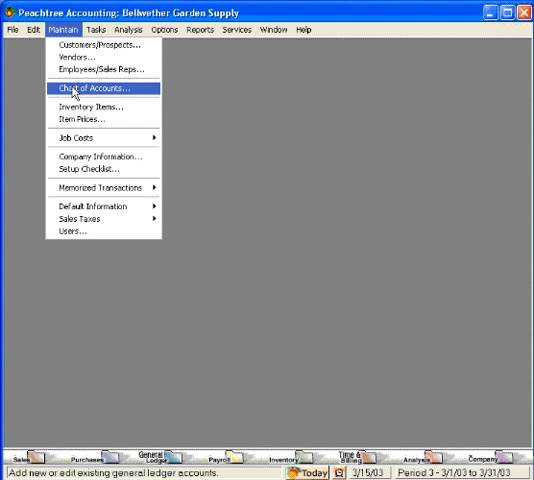 Peachtree Accounting: Bellwether Garden Supply
File Edit Maintain Tasks Analysis Options Reports Services Window Help
Customers/Prospects...
Vendors...
Employees/Sales Reps...
Chart of Accounts...
Inventory Items...
Item Prices...
Job Costs
Company Information...
Setup Checklist...
Memorized Transactions
Default Information
Sales Taxes
Users...
Sales Purchases General Ledger Payroll Inventory Time & Billing Analysis Company
Add new or edit existing general ledger accounts. Today 3/15/03 Period 3 - 3/1/03 to 3/31/03